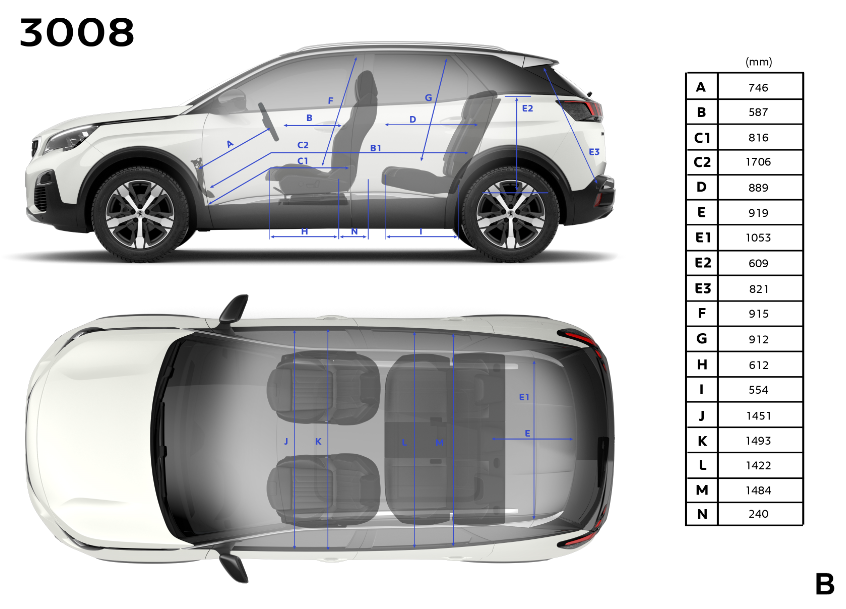 3008
(mm)
A 746
B 587
C1 816
C2 1706
D 889
E 919
E1 1053
E2 609
E3 821
F 915
G 912
H 612
I 554
J 1451
K 1493
L 1422
M 1484
N 240
F
G
E2
B
D
A
C2
B1
C1
E3
H
N
I
E1
J
K
L
M
E
B